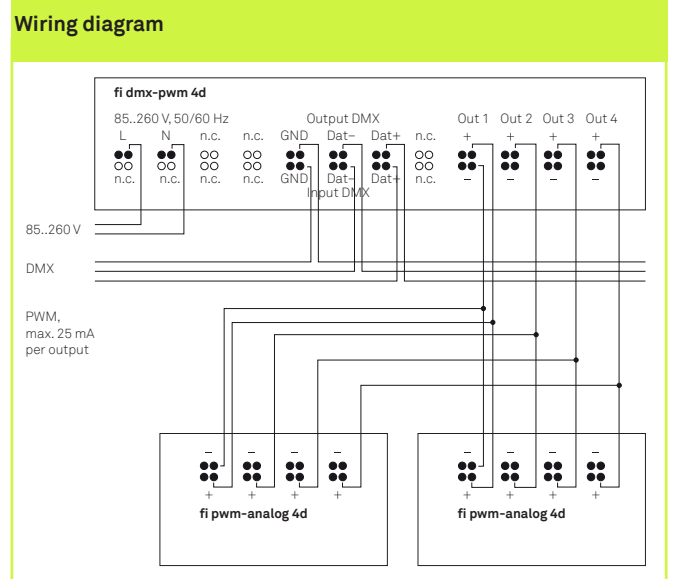 Wiring diagram
fi dmx-pwm 4d
85..260 V, 50/60 Hz Output DMX Out 1 Out 2 Out 3 Out 4
L N n.c. n.c. GND Dat– Dat+ n.c. + + + +
n.c. n.c. n.c. n.c. GND Dat– Dat+ n.c. – – – –
Input DMX
85..260 V
DMX
PWM,
max. 25 mA
per output
– – – – – – – –
+ + + + + + + +
fi pwm-analog 4d fi pwm-analog 4d